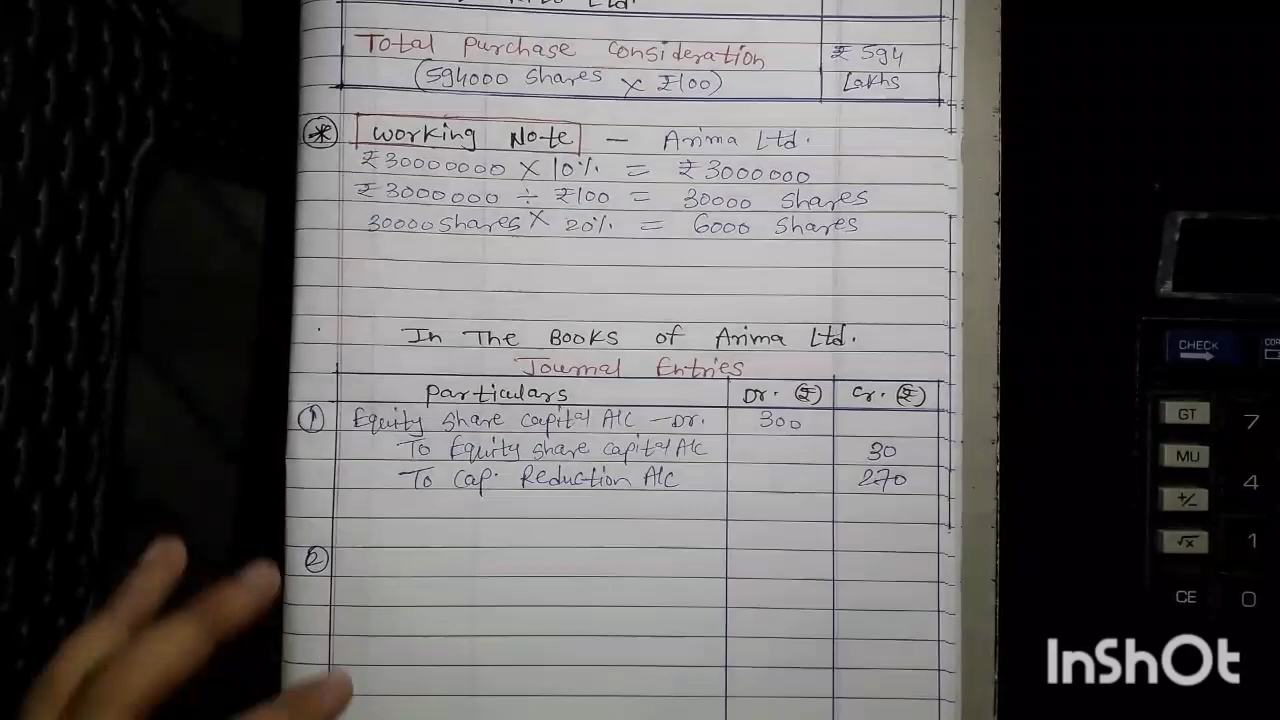 Ltd.
Total Purchase Consideration ₹ 594
(594000 Shares × ₹100) Lakhs
* Working Note — Arima Ltd.
₹30000000 × 10% = ₹3000000
₹3000000 ÷ ₹100 = 30000 Shares
30000 Shares × 20% = 6000 Shares
In The Books of Arima Ltd.
Journal Entries
Particulars Dr. (₹) Cr. (₹)
① Equity Share capital A/C —Dr. 300
To Equity share capital A/C 30
To Cap. Reduction A/C 270
②
CHECK
GT 7
MU 4
+/-
√x 1
CE 0
InShOt